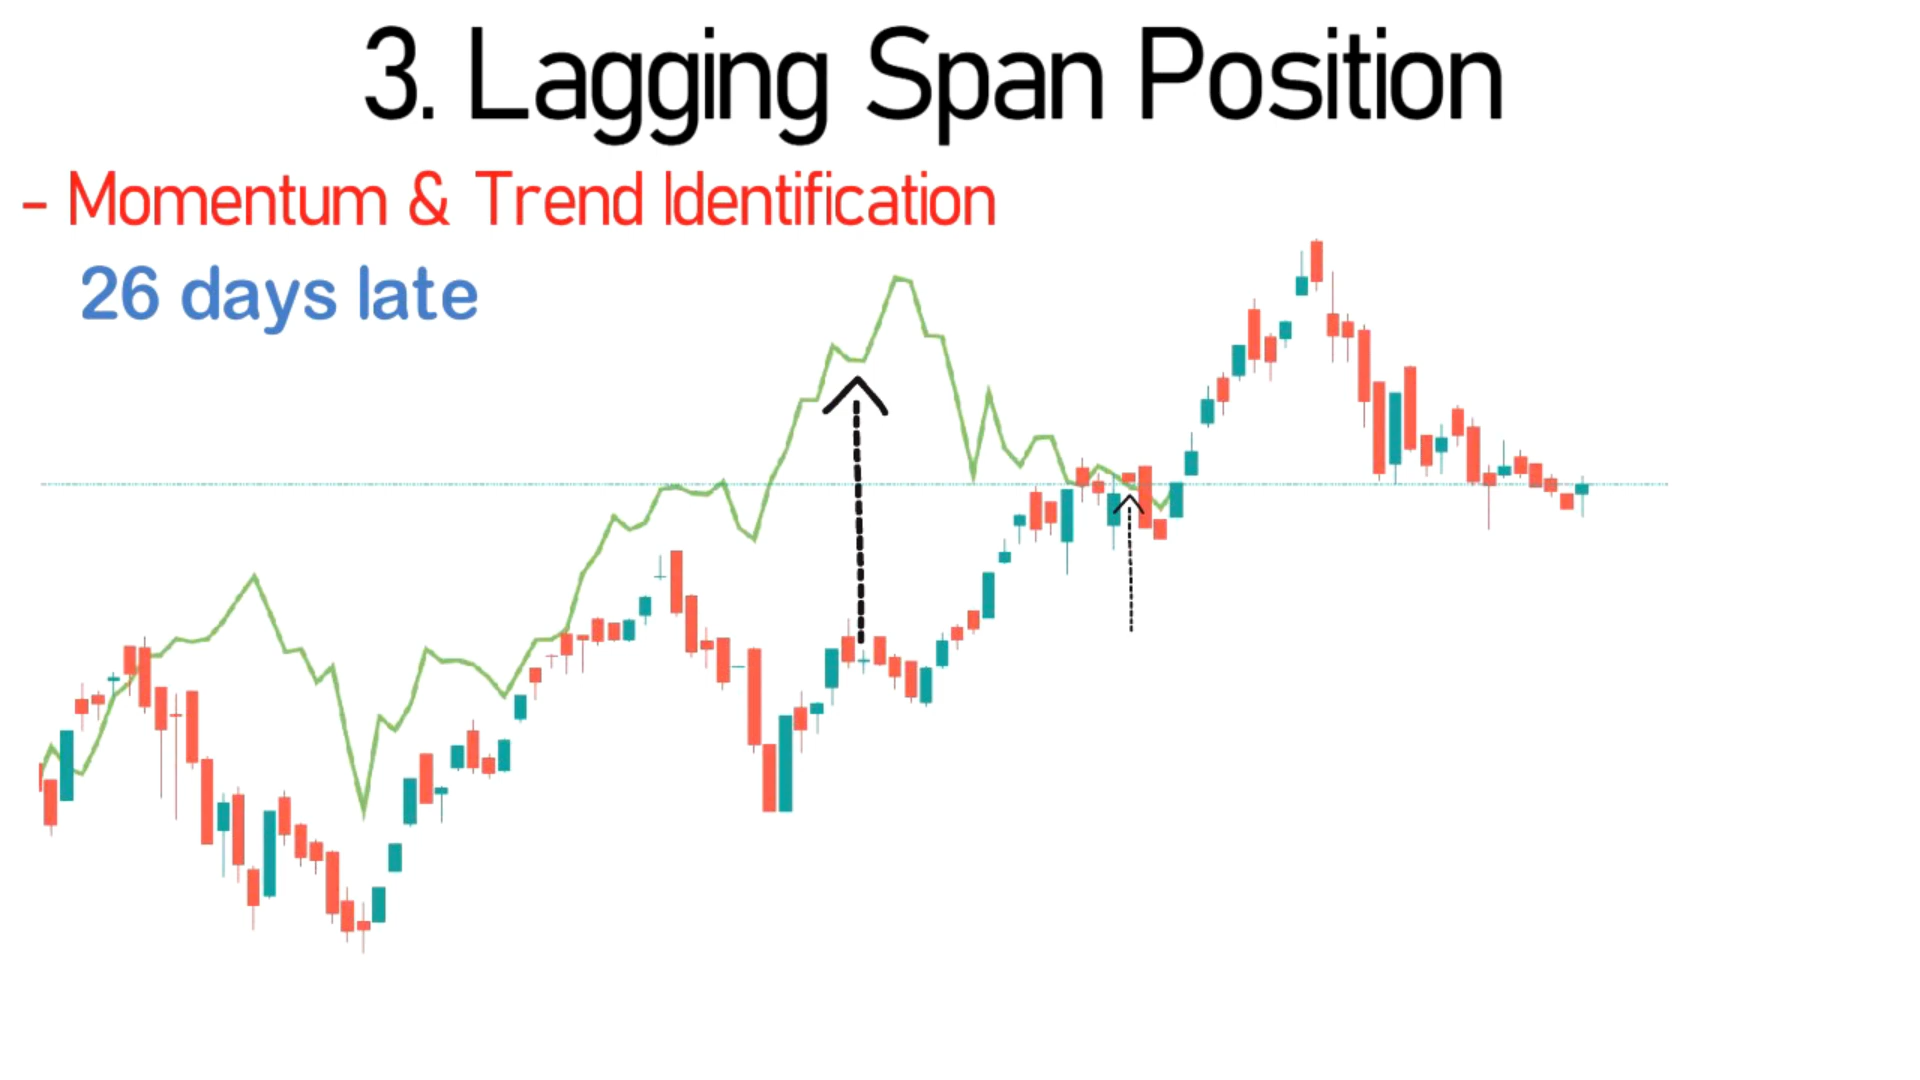 3. Lagging Span Position
- Momentum & Trend Identification
26 days late